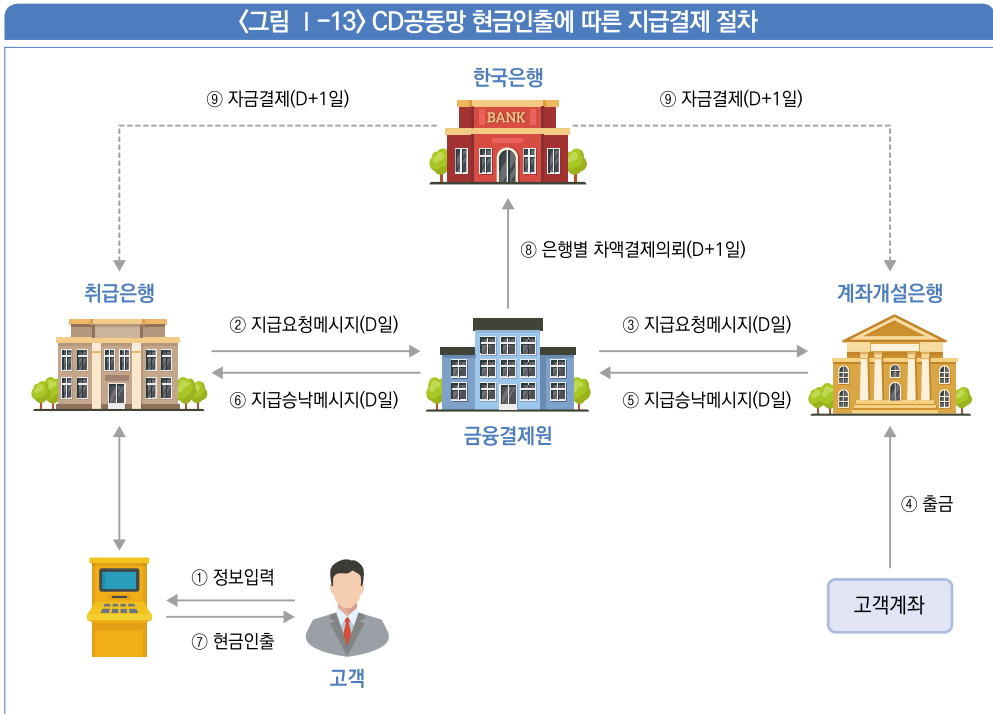 〈그림 Ⅰ-13〉 CD공동망 현금인출에 따른 지급결제 절차
한국은행
⑨ 자금결제(D+1일)
⑨ 자금결제(D+1일)
BANK
⑧ 은행별 차액결제의뢰(D+1일)
취급은행
계좌개설은행
② 지급요청메시지(D일)
③ 지급요청메시지(D일)
⑥ 지급승낙메시지(D일)
⑤ 지급승낙메시지(D일)
금융결제원
④ 출금
① 정보입력
고객계좌
⑦ 현금인출
고객